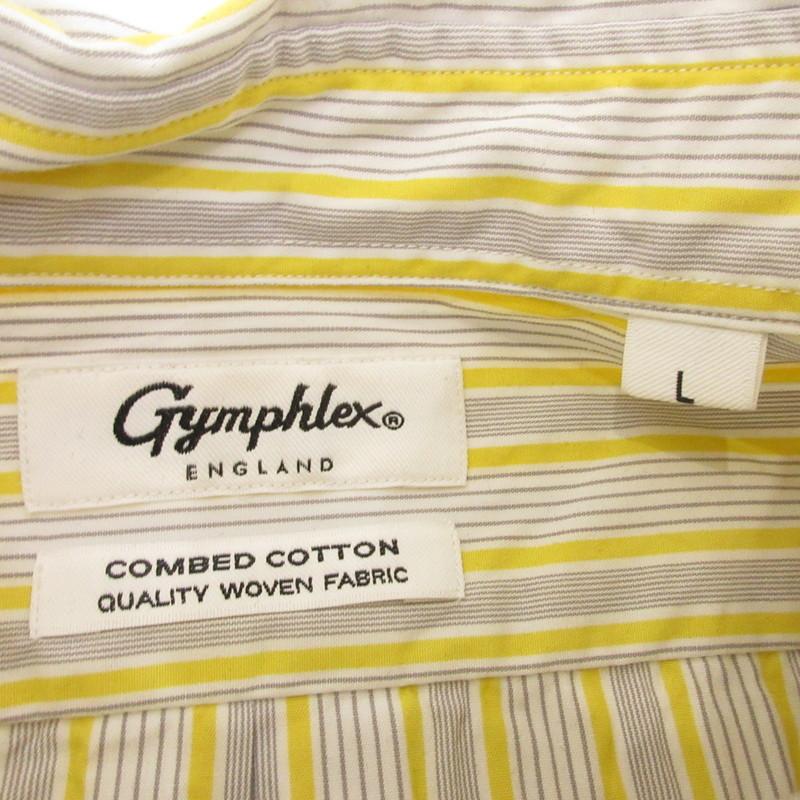 Gymphlex®
ENGLAND
L
COMBED COTTON
QUALITY WOVEN FABRIC